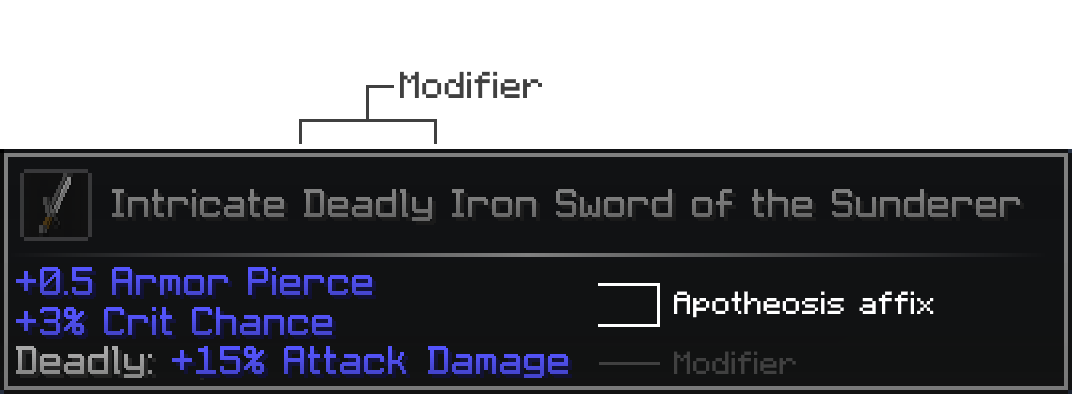 Modifier
Intricate Deadly Iron Sword of the Sunderer
+0.5 Armor Pierce
+3% Crit Chance
Apotheosis affix
Deadly: +15% Attack Damage
Modifier